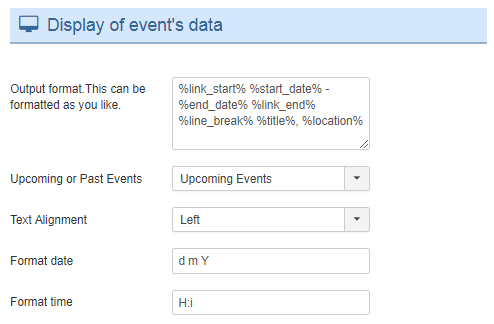 Display of event's data
Output format.This can be
formatted as you like.
%link_start% %start_date% -
%end_date% %link_end%
%line_break% %title%, %location%
Upcoming or Past Events
Upcoming Events
Text Alignment
Left
Format date
d m Y
Format time
H:i